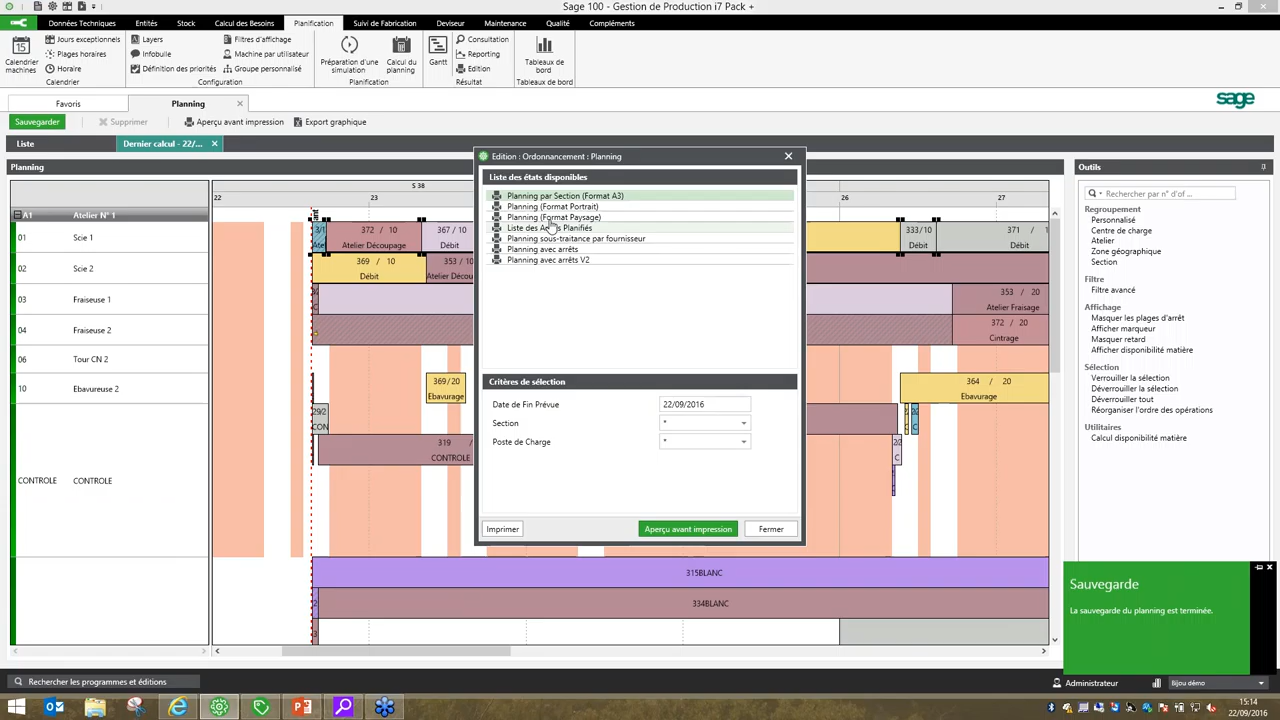 Sage 100 - Gestion de Production i7 Pack +
Données Techniques Entités Stock Calcul des Besoins Planification Suivi de Fabrication Deviseur Maintenance Qualité Compléments
Calendrier machines
Jours exceptionnels
Plages horaires
Horaire
Calendrier
Layers
Infobulle
Définition des priorités
Filtres d'affichage
Machine par utilisateur
Groupe personnalisé
Configuration
Préparation d'une simulation
Calcul du planning
Planification
Gantt
Consultation
Reporting
Edition
Résultat
Tableaux de bord
Tableaux de bord
Favoris
Planning
sage
Sauvegarder
Supprimer
Aperçu avant impression
Export graphique
Liste
Dernier calcul - 22/...
Planning
S 38
22 23 26 27
A1 Atelier N° 1
01 Scie 1
02 Scie 2
03 Fraiseuse 1
04 Fraiseuse 2
06 Tour CN 2
10 Ebavureuse 2
CONTROLE CONTROLE
372 / 10
Atelier Découpage
367 / 10
Débit
333/10
Débit
371 /
Débit
369 / 10
Débit
353 / 10
353 / 20
Atelier Fraisage
372 / 20
Cintrage
369/20
Ebavurage
364 / 20
Ebavurage
29/2
CON
319 /
CONTROLE
315BLANC
334BLANC
Edition : Ordonnancement : Planning
Liste des états disponibles
Planning par Section (Format A3)
Planning (Format Portrait)
Planning (Format Paysage)
Planning sous-traitance par fournisseur
Planning avec arrêts
Planning avec arrêts V2
Critères de sélection
Date de Fin Prévue 22/09/2016
Section *
Poste de Charge *
Imprimer
Aperçu avant impression
Fermer
Outils
Rechercher par n° d'of ...
Regroupement
Personnalisé
Centre de charge
Atelier
Zone géographique
Section
Filtre
Filtre avancé
Affichage
Masquer les plages d'arrêt
Afficher marqueur
Masquer retard
Afficher disponibilité matière
Sélection
Verrouiller la sélection
Déverrouiller la sélection
Déverrouiller tout
Réorganiser l'ordre des opérations
Utilitaires
Calcul disponibilité matière
Sauvegarde
La sauvegarde du planning est terminée.
Rechercher les programmes et éditions
Administrateur
Bijou démo
15:14
22/09/2016